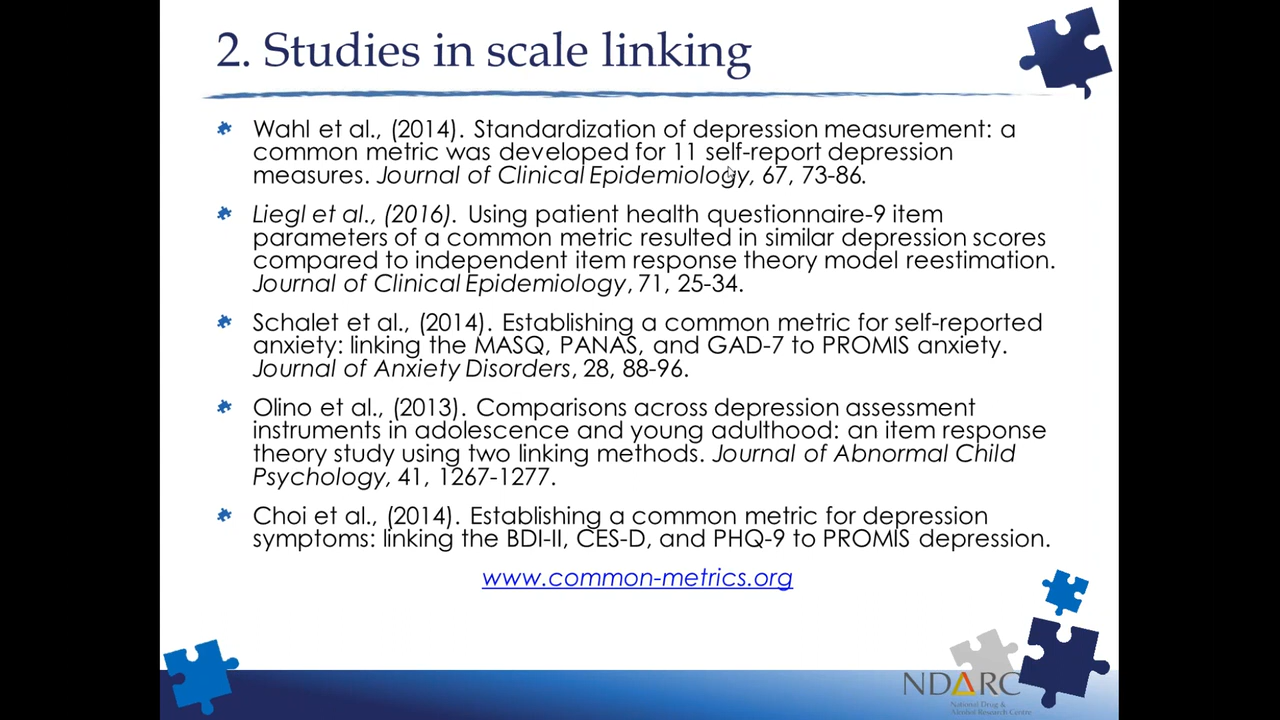 2. Studies in scale linking
Wahl et al., (2014). Standardization of depression measurement: a
common metric was developed for 11 self-report depression
measures. Journal of Clinical Epidemiology, 67, 73-86.
Liegl et al., (2016). Using patient health questionnaire-9 item
parameters of a common metric resulted in similar depression scores
compared to independent item response theory model reestimation.
Journal of Clinical Epidemiology, 71, 25-34.
Schalet et al., (2014). Establishing a common metric for self-reported
anxiety: linking the MASQ, PANAS, and GAD-7 to PROMIS anxiety.
Journal of Anxiety Disorders, 28, 88-96.
Olino et al., (2013). Comparisons across depression assessment
instruments in adolescence and young adulthood: an item response
theory study using two linking methods. Journal of Abnormal Child
Psychology, 41, 1267-1277.
Choi et al., (2014). Establishing a common metric for depression
symptoms: linking the BDI-II, CES-D, and PHQ-9 to PROMIS depression.
www.common-metrics.org
NDARC
National Drug &
Alcohol Research Centre